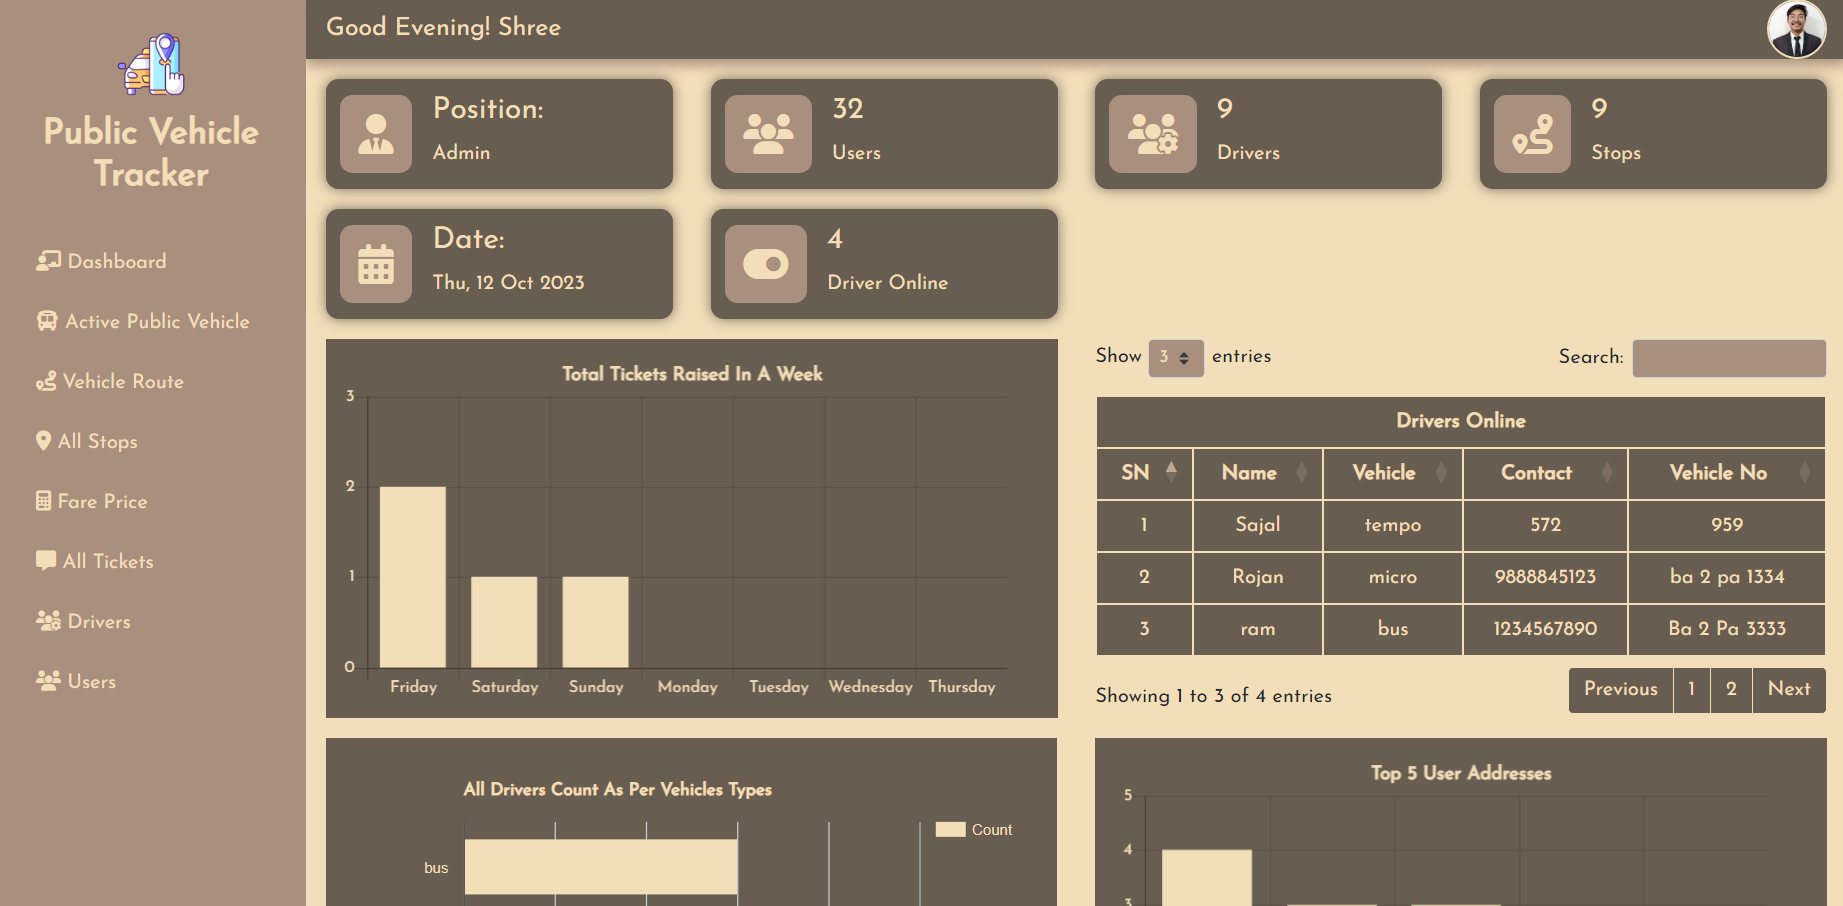 Public Vehicle
Tracker
Dashboard
Active Public Vehicle
Vehicle Route
All Stops
Fare Price
All Tickets
Drivers
Users
Good Evening! Shree
Position:
Admin
32
Users
9
Drivers
9
Stops
Date:
Thu, 12 Oct 2023
4
Driver Online
Total Tickets Raised In A Week
3
2
1
0
Friday Saturday Sunday Monday Tuesday Wednesday Thursday
Show 3 entries
Search:
Drivers Online
SN Name Vehicle Contact Vehicle No
1 Sajal tempo 572 959
2 Rojan micro 9888845123 ba 2 pa 1334
3 ram bus 1234567890 Ba 2 Pa 3333
Showing 1 to 3 of 4 entries
Previous 1 2 Next
All Drivers Count As Per Vehicles Types
Count
bus
Top 5 User Addresses
5
4
3